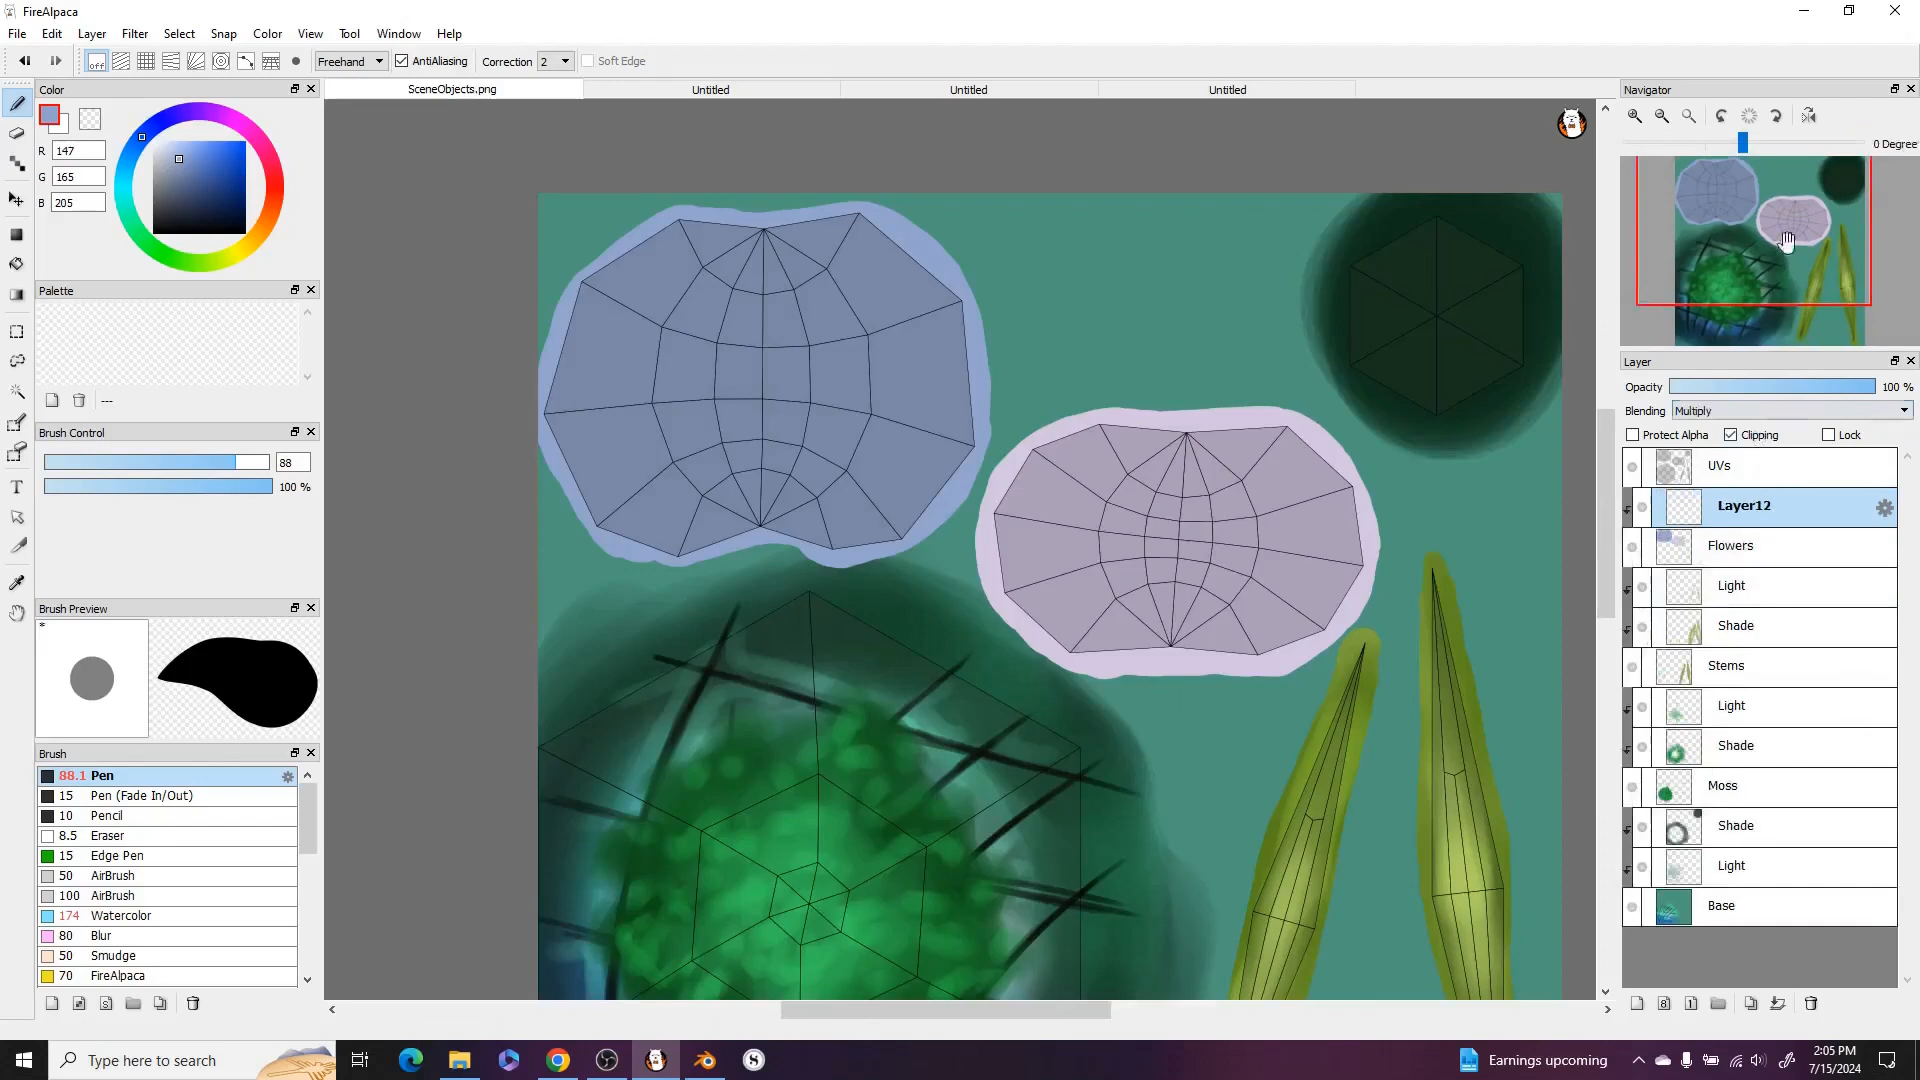 FireAlpaca
File Edit Layer Filter Select Snap Color View Tool Window Help
off Freehand AntiAliasing Correction 2 Soft Edge
Color
R 147
G 165
B 205
Palette
---
Brush Control
88
100 %
Brush Preview
*
Brush
88.1 Pen
15 Pen (Fade In/Out)
10 Pencil
8.5 Eraser
15 Edge Pen
50 AirBrush
100 AirBrush
174 Watercolor
80 Blur
50 Smudge
70 FireAlpaca
SceneObjects.png Untitled Untitled Untitled
Navigator
0 Degree
Layer
Opacity 100 %
Blending Multiply
Protect Alpha Clipping Lock
UVs
Layer12
Flowers
Light
Shade
Stems
Light
Shade
Moss
Shade
Light
Base
8 1
Type here to search
Earnings upcoming
2:05 PM
7/15/2024